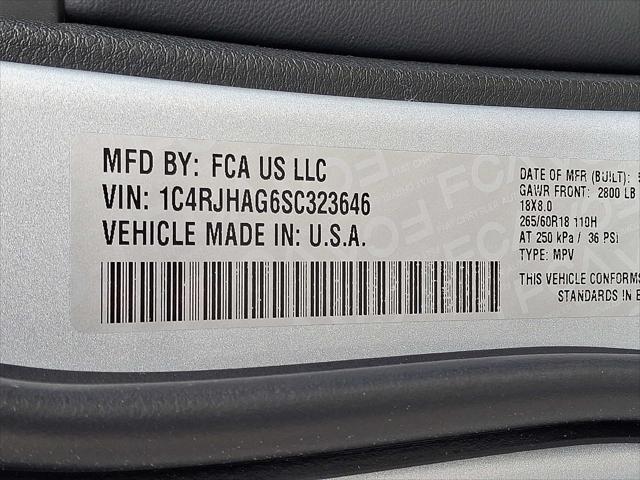 MFD BY: FCA US LLC
VIN: 1C4RJHAG6SC323646
VEHICLE MADE IN: U.S.A.
DATE OF MFR (BUILT):
GAWR FRONT: 2800 LB
18X8.0
265/60R18 110H
AT 250 kPa / 36 PSI
TYPE: MPV
THIS VEHICLE CONFORMS
STANDARDS IN